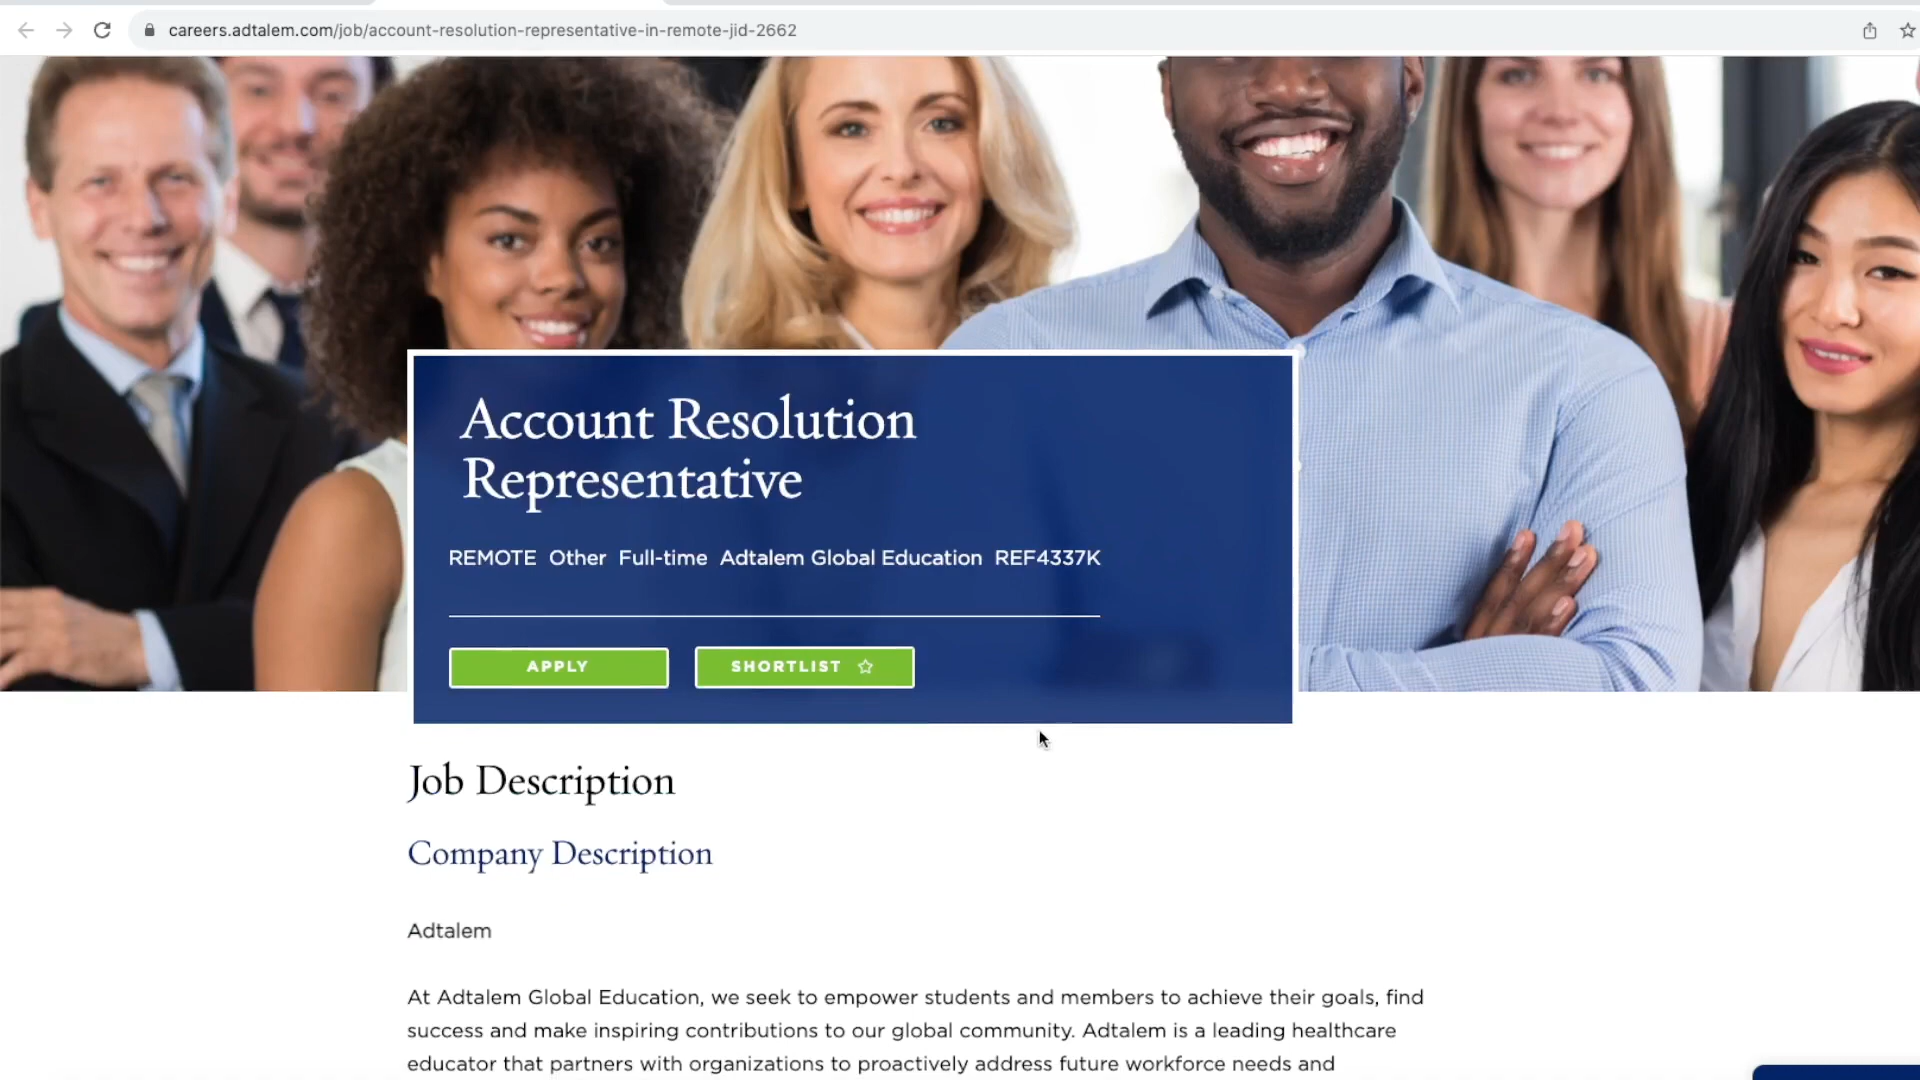 careers.adtalem.com/job/account-resolution-representative-in-remote-jid-2662
Account Resolution
Representative
REMOTE Other Full-time Adtalem Global Education REF4337K
APPLY
SHORTLIST
Job Description
Company Description
Adtalem
At Adtalem Global Education, we seek to empower students and members to achieve their goals, find
success and make inspiring contributions to our global community. Adtalem is a leading healthcare
educator that partners with organizations to proactively address future workforce needs and